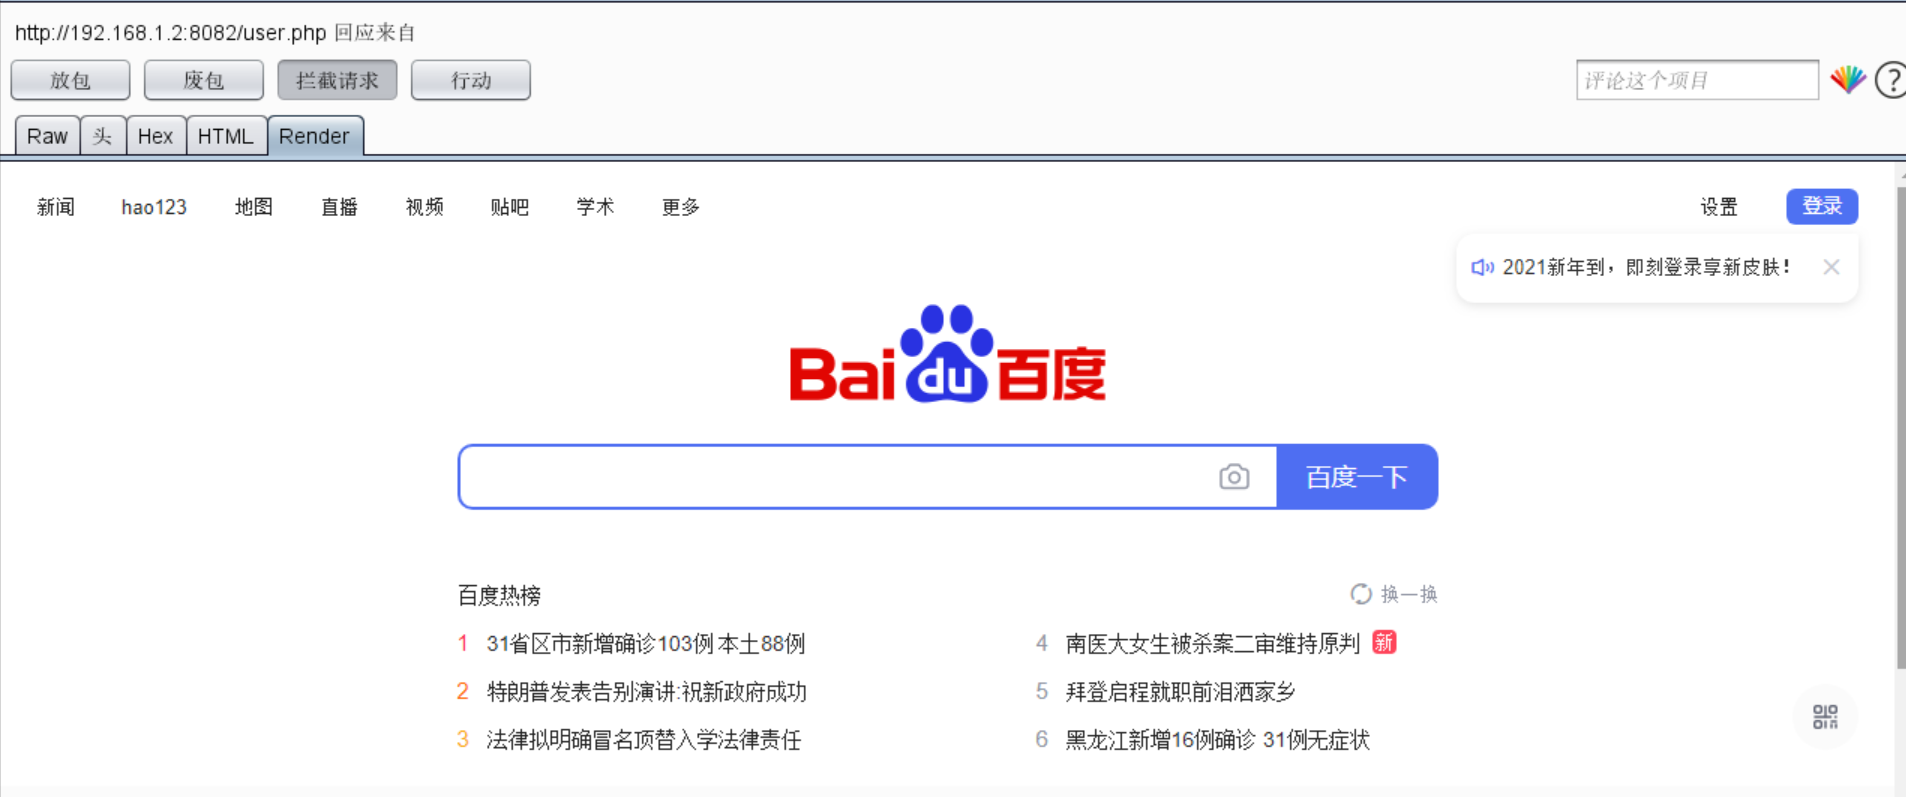 http://192.168.1.2:8082/user.php 回应来自
放包 废包 拦截请求 行动 评论这个项目 ?
Raw 头 Hex HTML Render
新闻 hao123 地图 直播 视频 贴吧 学术 更多 设置 登录
2021新年到，即刻登录享新皮肤！
Bai du 百度
百度一下
百度热榜 换一换
1 31省区市新增确诊103例 本土88例
4 南医大女生被杀案二审维持原判 新
2 特朗普发表告别演讲:祝新政府成功
5 拜登启程就职前泪洒家乡
3 法律拟明确冒名顶替入学法律责任
6 黑龙江新增16例确诊 31例无症状